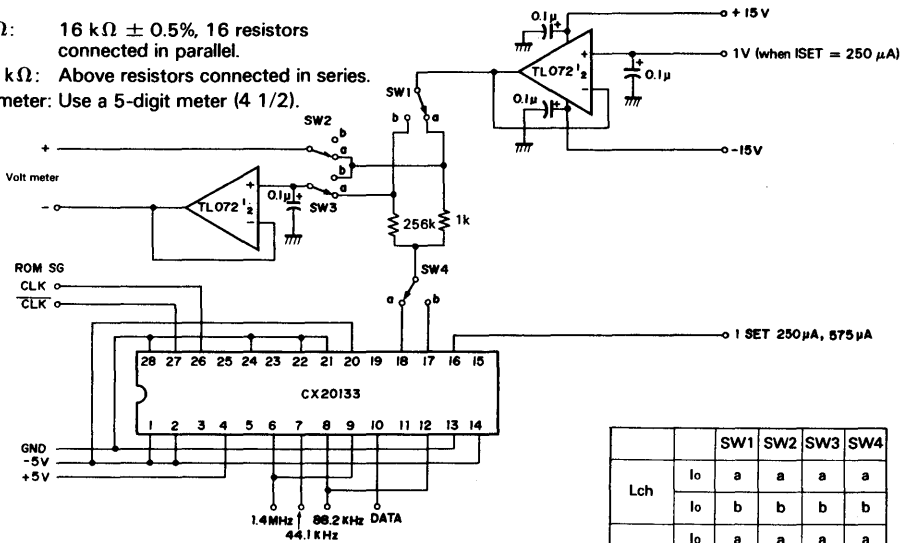 Ω: 16 kΩ ± 0.5%, 16 resistors
connected in parallel.
kΩ: Above resistors connected in series.
meter: Use a 5-digit meter (4 1/2).
0.1μ +
+15V
+
1V (when ISET = 250 μA)
TL072 1/2
+
0.1μ
−
0.1μ +
−15V
SW1
b a
SW2
b
a
b
a
SW3
+
Volt meter
−
TL072 1/2
+
−
0.1μ +
256k
1k
SW4
a b
ROM SG
CLK
CLK
I SET 250μA, 575μA
28 27 26 25 24 23 22 21 20 19 18 17 16 15
CX20133
1 2 3 4 5 6 7 8 9 10 11 12 13 14
GND
-5V
+5V
1.4MHz
44.1KHz
88.2KHz
DATA
SW1 SW2 SW3 SW4
Lch Io a a a a
Io b b b b
Io a a a a